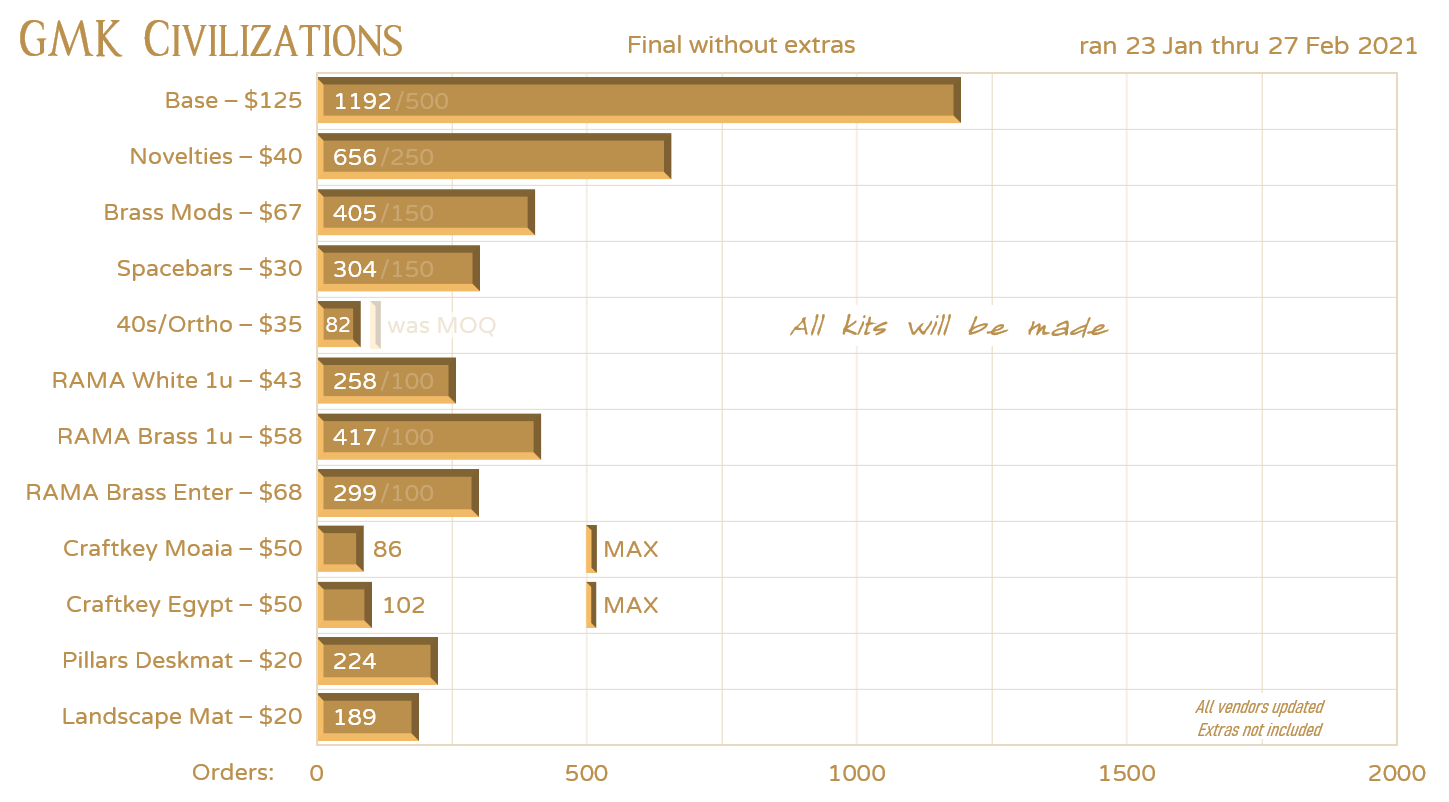 GMK Civilizations
Final without extras
ran 23 Jan thru 27 Feb 2021
Base – $125
1192/500
Novelties – $40
656/250
Brass Mods – $67
405/150
Spacebars – $30
304/150
40s/Ortho – $35
82
was MOQ
All kits will be made
RAMA White 1u – $43
258/100
RAMA Brass 1u – $58
417/100
RAMA Brass Enter – $68
299/100
Craftkey Moaia – $50
86
MAX
Craftkey Egypt – $50
102
MAX
Pillars Deskmat – $20
224
Landscape Mat – $20
189
All vendors updated
Extras not included
Orders:
0
500
1000
1500
2000